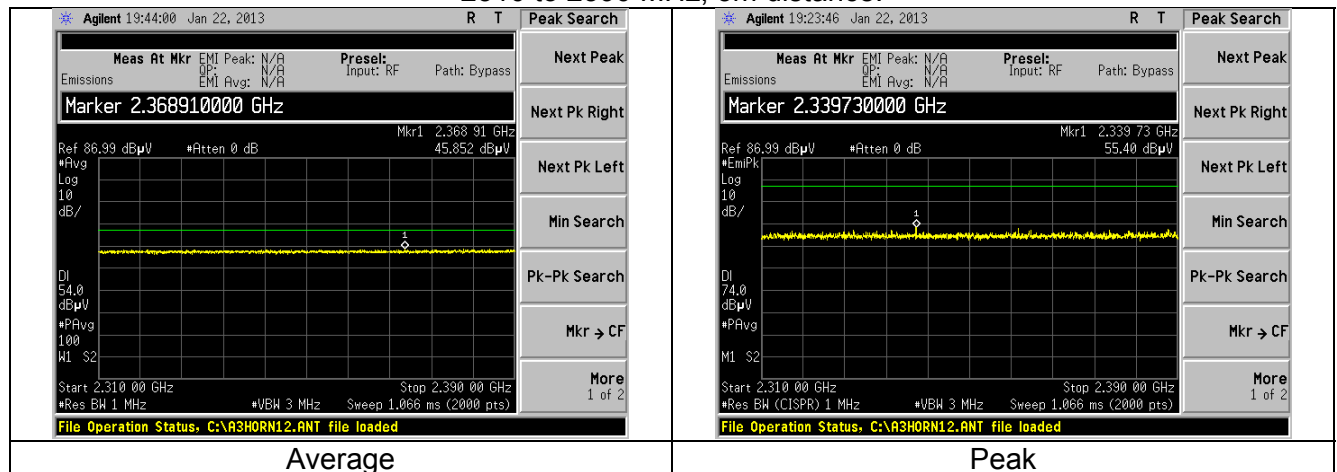 Agilent 19:44:00 Jan 22, 2013 R T
Peak Search
Meas At Mkr EMI Peak: N/A Presel:
QP: N/A Input: RF Path: Bypass
Emissions EMI Avg: N/A
Marker 2.368910000 GHz
Mkr1 2.368 91 GHz
Ref 86.99 dBµV #Atten 0 dB 45.852 dBµV
#Avg
Log
10
dB/
1
DI
54.0
dBµV
#PAvg
100
W1 S2
Start 2.310 00 GHz Stop 2.390 00 GHz
#Res BW 1 MHz #VBW 3 MHz Sweep 1.066 ms (2000 pts)
File Operation Status, C:\A3HORN12.ANT file loaded
Next Peak
Next Pk Right
Next Pk Left
Min Search
Pk-Pk Search
Mkr → CF
More
1 of 2
Average
Agilent 19:23:46 Jan 22, 2013 R T
Peak Search
Meas At Mkr EMI Peak: N/A Presel:
QP: N/A Input: RF Path: Bypass
Emissions EMI Avg: N/A
Marker 2.339730000 GHz
Mkr1 2.339 73 GHz
Ref 86.99 dBµV #Atten 0 dB 55.40 dBµV
#EmiPk
Log
10
dB/
1
DI
74.0
dBµV
#PAvg
M1 S2
Start 2.310 00 GHz Stop 2.390 00 GHz
#Res BW (CISPR) 1 MHz #VBW 3 MHz Sweep 1.066 ms (2000 pts)
File Operation Status, C:\A3HORN12.ANT file loaded
Next Peak
Next Pk Right
Next Pk Left
Min Search
Pk-Pk Search
Mkr → CF
More
1 of 2
Peak